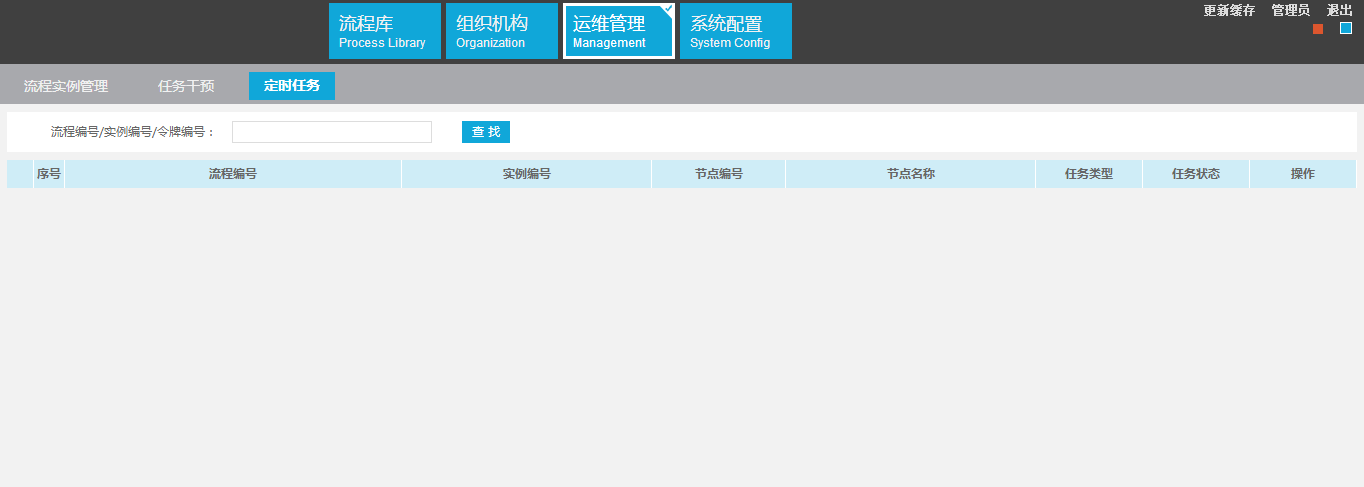 流程库
Process Library
组织机构
Organization
运维管理
Management
系统配置
System Config
更新缓存 管理员 退出
流程实例管理 任务干预 定时任务
流程编号/实例编号/令牌编号：
查 找
序号 流程编号 实例编号 节点编号 节点名称 任务类型 任务状态 操作